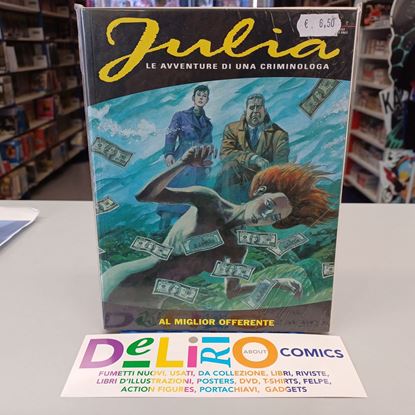 €. 6,50
Julia
LE AVVENTURE DI UNA CRIMINOLOGA
AL MIGLIOR OFFERENTE
DeLiRiO
ABOUT
COMICS
FUMETTI NUOVI, USATI, DA COLLEZIONE, LIBRI, RIVISTE,
LIBRI D'ILLUSTRAZIONI, POSTERS, DVD, T-SHIRTS, FELPE,
ACTION FIGURES, PORTACHIAVI, GADGETS